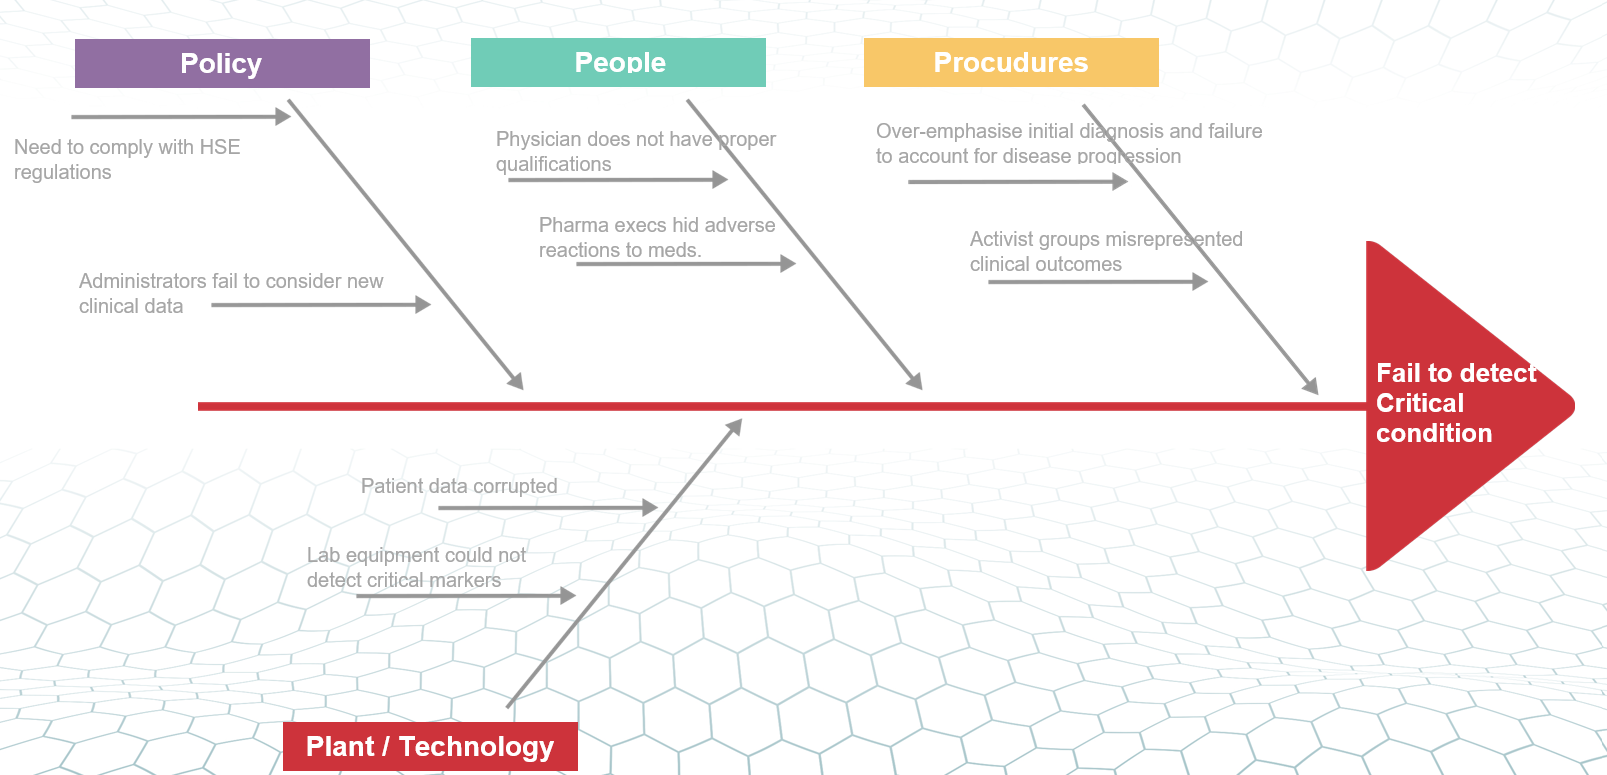 Policy
People
Procudures
Need to comply with HSE
regulations
Administrators fail to consider new
clinical data
Physician does not have proper
qualifications
Pharma execs hid adverse
reactions to meds.
Over-emphasise initial diagnosis and failure
to account for disease progression
Activist groups misrepresented
clinical outcomes
Fail to detect
Critical
condition
Patient data corrupted
Lab equipment could not
detect critical markers
Plant / Technology